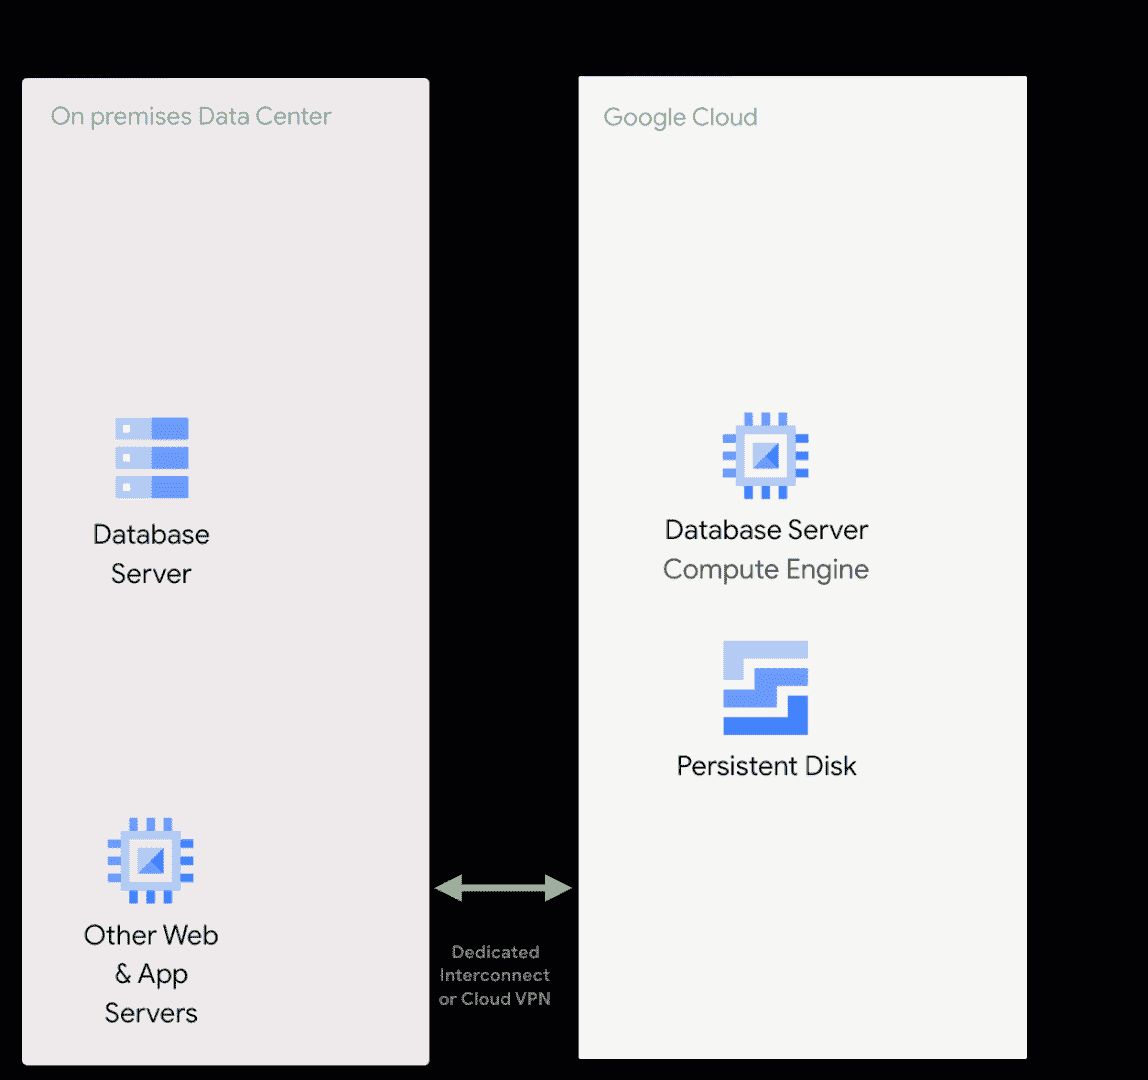 On premises Data Center
Database
Server
Other Web
& App
Servers
Dedicated
Interconnect
or Cloud VPN
Google Cloud
Database Server
Compute Engine
Persistent Disk